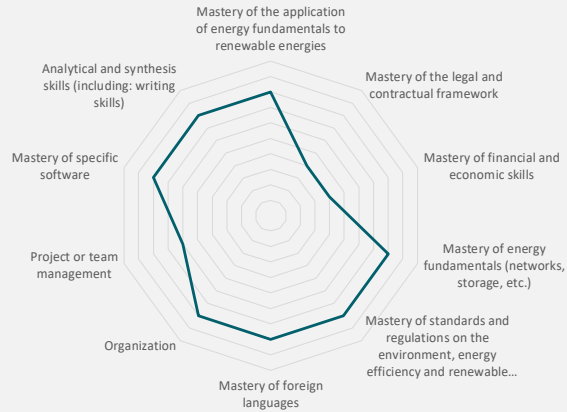 Mastery of the application
of energy fundamentals to
renewable energies
Mastery of the legal and
contractual framework
Mastery of financial and
economic skills
Mastery of energy
fundamentals (networks,
storage, etc.)
Mastery of standards and
regulations on the
environment, energy
efficiency and renewable…
Mastery of foreign
languages
Organization
Project or team
management
Mastery of specific
software
Analytical and synthesis
skills (including: writing
skills)